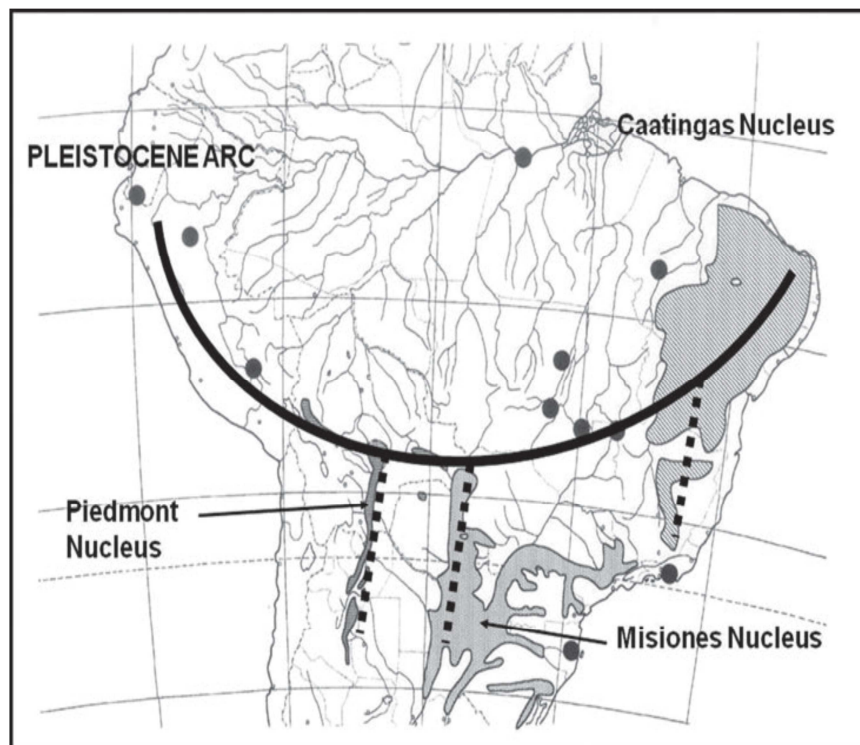 Caatingas Nucleus
PLEISTOCENE ARC
Piedmont
Nucleus
Misiones Nucleus